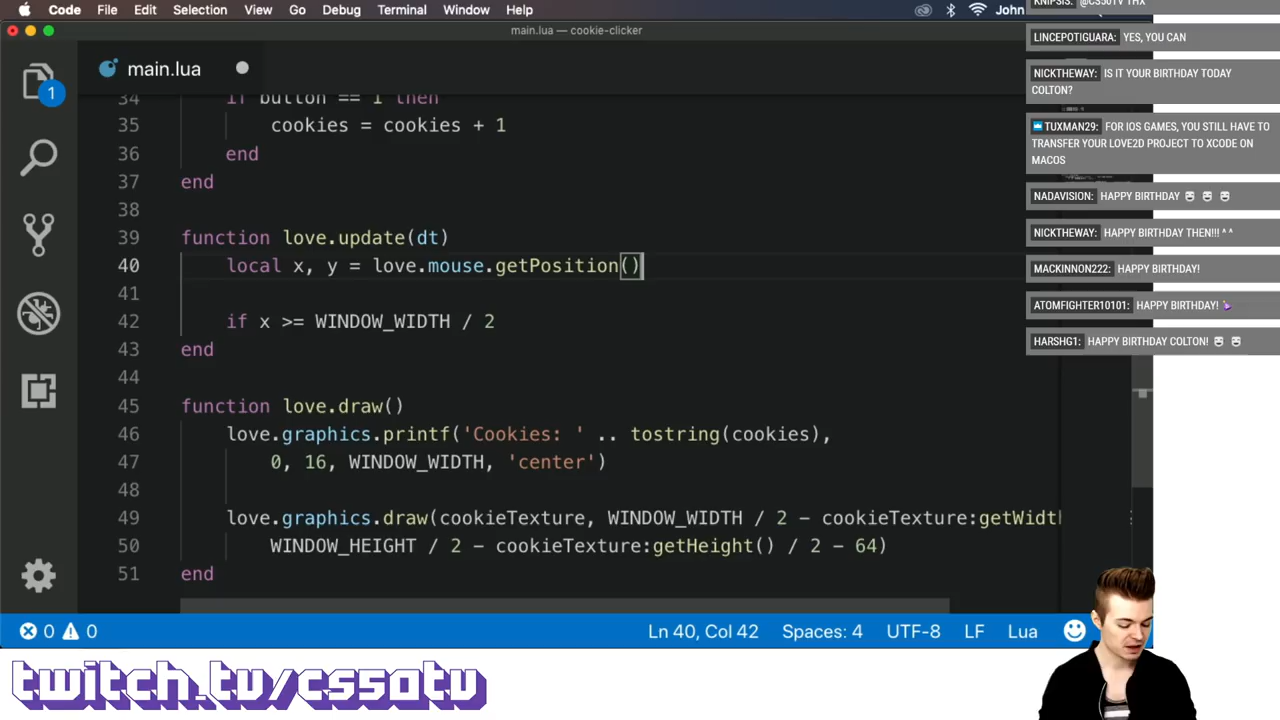 Code File Edit Selection View Go Debug Terminal Window Help John
main.lua — cookie-clicker
main.lua
1
34 if button == 1 then
35 cookies = cookies + 1
36 end
37 end
38
39 function love.update(dt)
40 local x, y = love.mouse.getPosition()
41
42 if x >= WINDOW_WIDTH / 2
43 end
44
45 function love.draw()
46 love.graphics.printf('Cookies: ' .. tostring(cookies),
47 0, 16, WINDOW_WIDTH, 'center')
48
49 love.graphics.draw(cookieTexture, WINDOW_WIDTH / 2 - cookieTexture:getWidt
50 WINDOW_HEIGHT / 2 - cookieTexture:getHeight() / 2 - 64)
51 end
0 0 Ln 40, Col 42 Spaces: 4 UTF-8 LF Lua
KNIPSIS: @CS50TV THX
LINCEPOTIGUARA: YES, YOU CAN
NICKTHEWAY: IS IT YOUR BIRTHDAY TODAY
COLTON?
TUXMAN29: FOR IOS GAMES, YOU STILL HAVE TO
TRANSFER YOUR LOVE2D PROJECT TO XCODE ON
MACOS
NADAVISION: HAPPY BIRTHDAY
NICKTHEWAY: HAPPY BIRTHDAY THEN!!! ^ ^
MACKINNON222: HAPPY BIRTHDAY!
ATOMFIGHTER10101: HAPPY BIRTHDAY!
HARSHG1: HAPPY BIRTHDAY COLTON!
twitch.tv/cs50tv